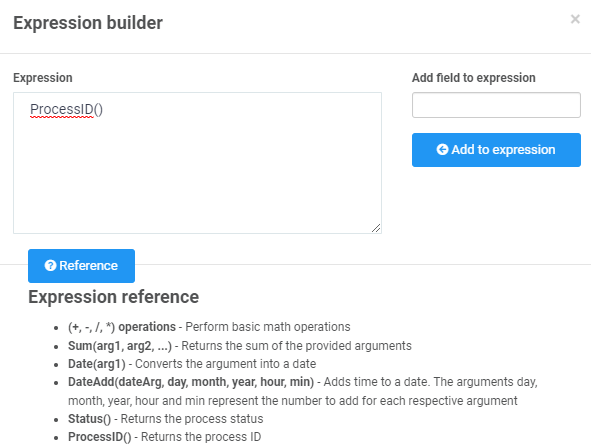 Expression builder
×
Expression
Add field to expression
ProcessID()
Add to expression
Reference
Expression reference
(+, -, /, *) operations - Perform basic math operations
Sum(arg1, arg2, ...) - Returns the sum of the provided arguments
Date(arg1) - Converts the argument into a date
DateAdd(dateArg, day, month, year, hour, min) - Adds time to a date. The arguments day,
month, year, hour and min represent the number to add for each respective argument
Status() - Returns the process status
ProcessID() - Returns the process ID